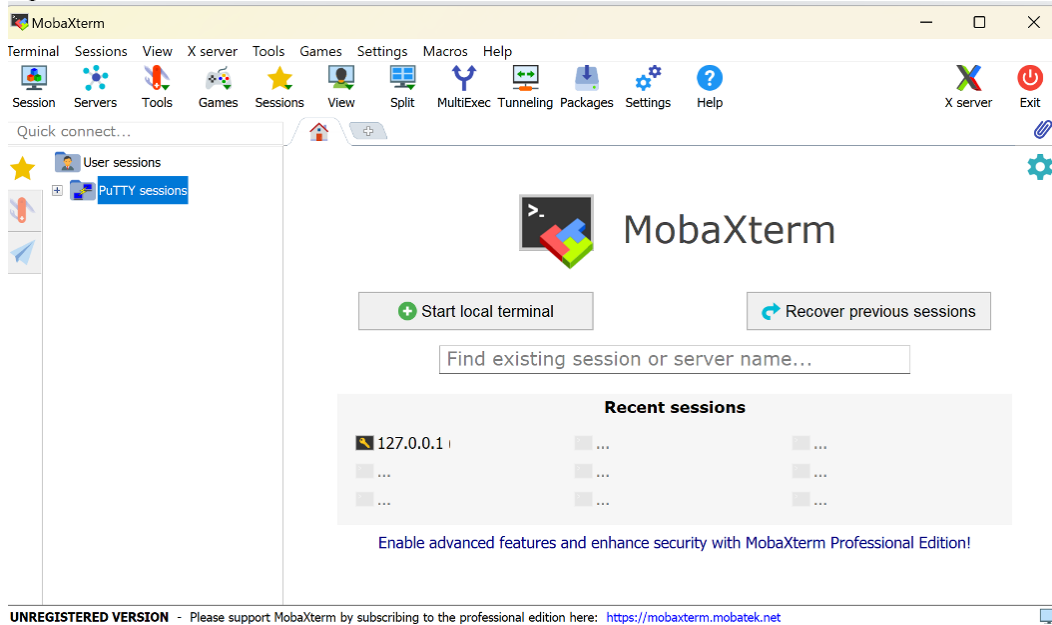 MobaXterm
Terminal Sessions View X server Tools Games Settings Macros Help
Session Servers Tools Games Sessions View Split MultiExec Tunneling Packages Settings Help X server Exit
Quick connect...
User sessions
PuTTY sessions
>_
MobaXterm
Start local terminal Recover previous sessions
Find existing session or server name...
Recent sessions
127.0.0.1 ... ...
... ... ...
... ... ...
Enable advanced features and enhance security with MobaXterm Professional Edition!
UNREGISTERED VERSION - Please support MobaXterm by subscribing to the professional edition here: https://mobaxterm.mobatek.net